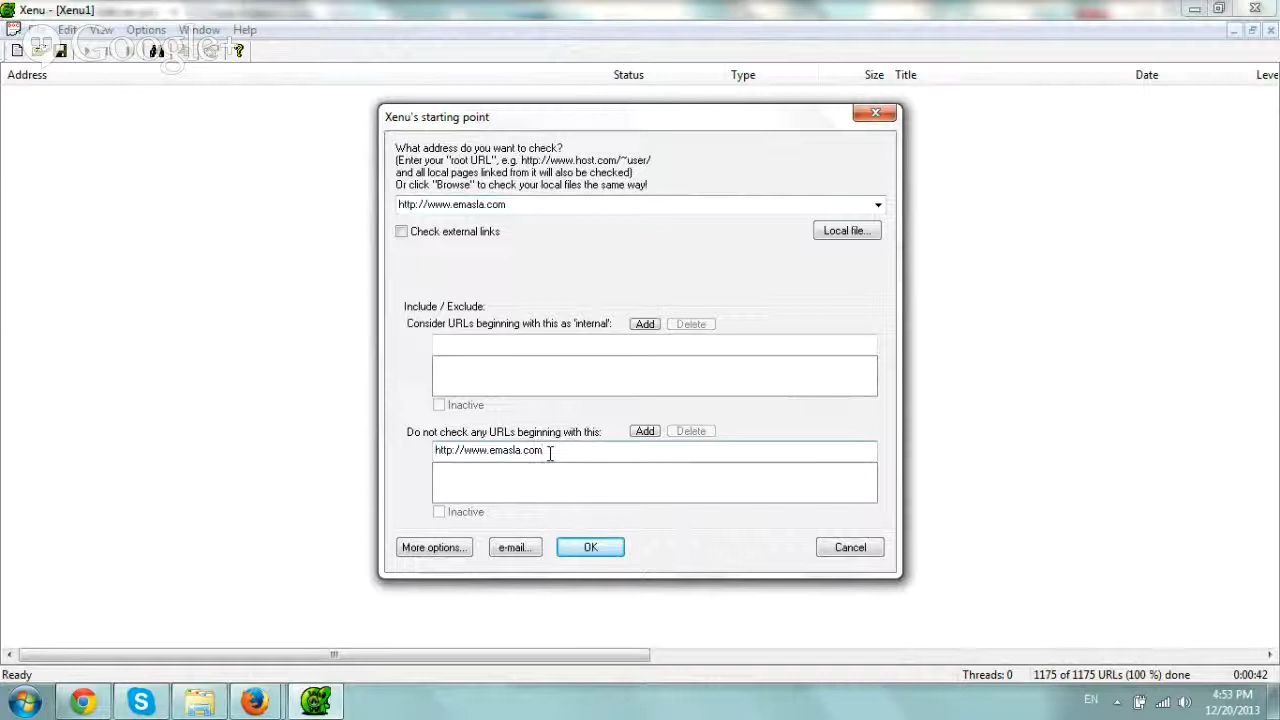 Xenu - [Xenu1]
Edit View Options Window Help
Google+
Address Status Type Size Title Date Leve
Xenu's starting point
What address do you want to check?
(Enter your "root URL", e.g. http://www.host.com/~user/
and all local pages linked from it will also be checked)
Or click "Browse" to check your local files the same way!
http://www.emasla.com
Check external links Local file...
Include / Exclude:
Consider URLs beginning with this as 'internal': Add Delete
Inactive
Do not check any URLs beginning with this: Add Delete
http://www.emasla.com
Inactive
More options... e-mail... OK Cancel
Ready Threads: 0 1175 of 1175 URLs (100 %) done 0:00:42
EN 4:53 PM
12/20/2013